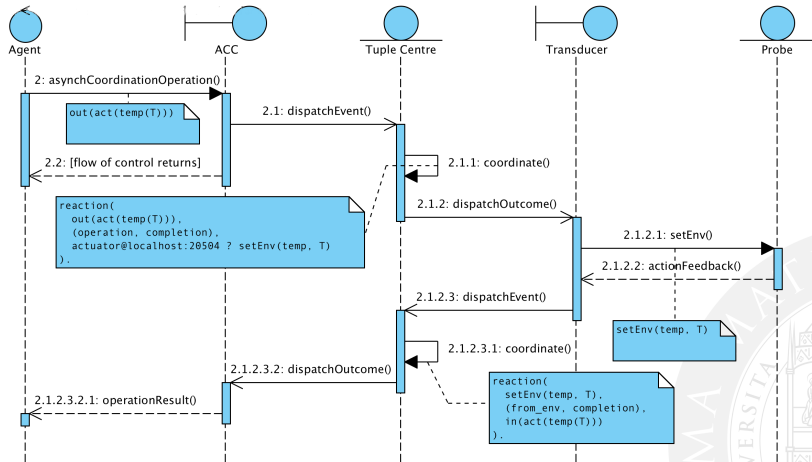 Agent
ACC
Tuple Centre
Transducer
Probe
2: asynchCoordinationOperation()
out(act(temp(T)))
2.1: dispatchEvent()
2.2: [flow of control returns]
2.1.1: coordinate()
reaction(
out(act(temp(T))),
(operation, completion),
actuator@localhost:20504 ? setEnv(temp, T)
).
2.1.2: dispatchOutcome()
2.1.2.1: setEnv()
2.1.2.2: actionFeedback()
2.1.2.3: dispatchEvent()
setEnv(temp, T)
2.1.2.3.1: coordinate()
2.1.2.3.2: dispatchOutcome()
reaction(
setEnv(temp, T),
(from_env, completion),
in(act(temp(T)))
).
2.1.2.3.2.1: operationResult()